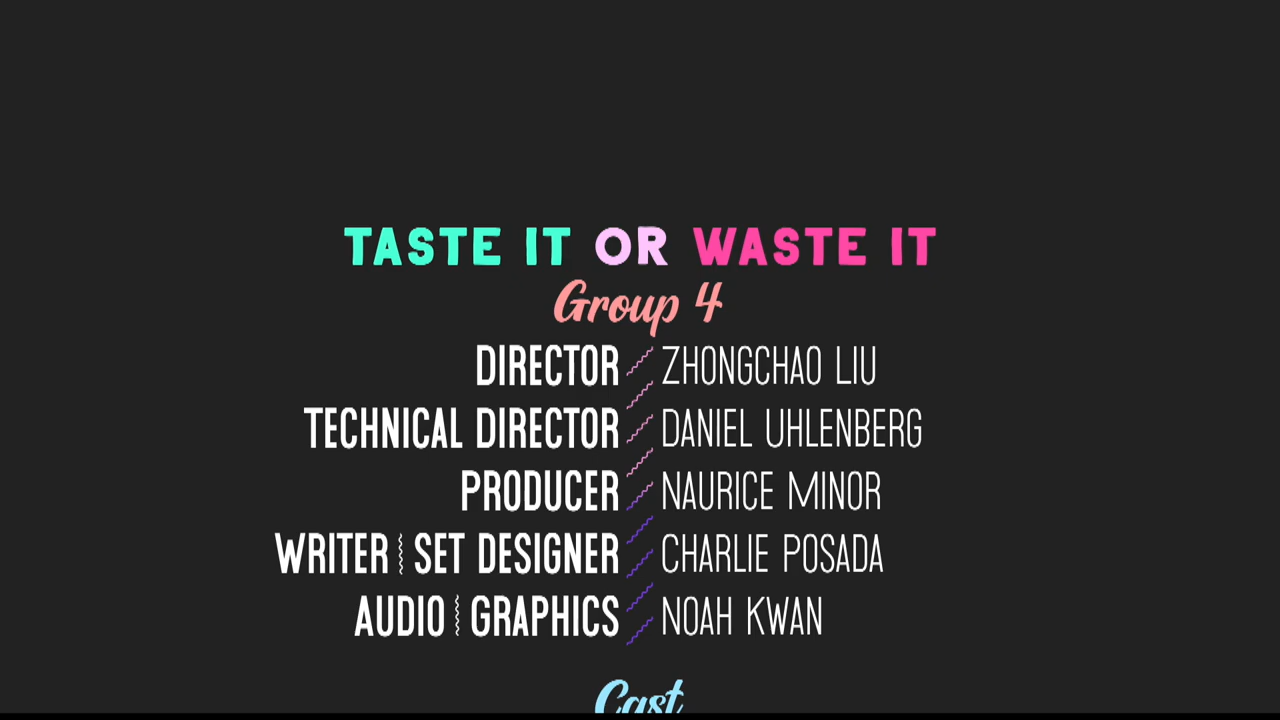 TASTE IT OR WASTE IT
Group 4
DIRECTOR ZHONGCHAO LIU
TECHNICAL DIRECTOR DANIEL UHLENBERG
PRODUCER NAURICE MINOR
WRITER SET DESIGNER CHARLIE POSADA
AUDIO GRAPHICS NOAH KWAN
Cast